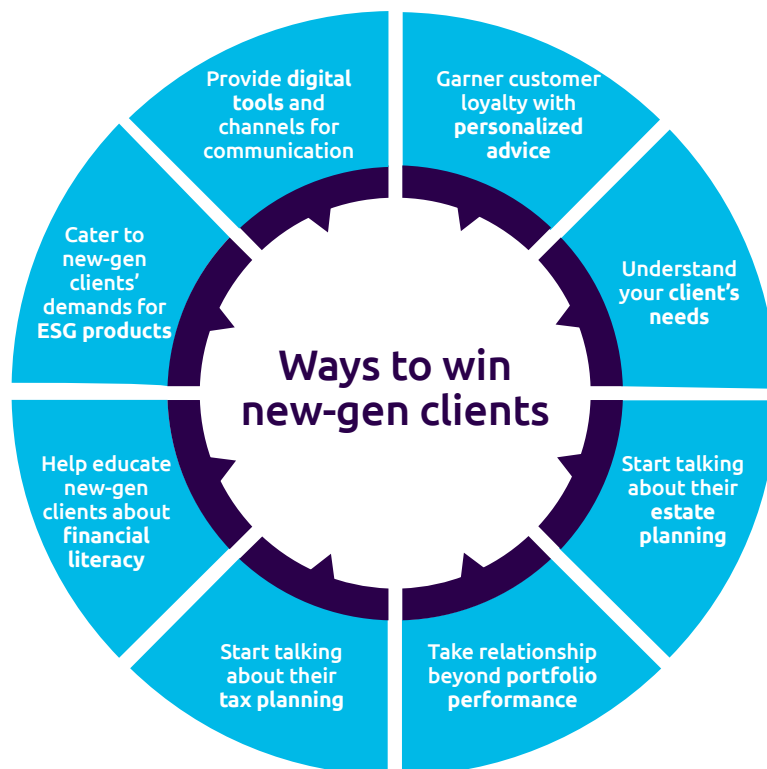 Provide digital
tools and
channels for
communication
Garner customer
loyalty with
personalized
advice
Understand
your client's
needs
Start talking
about their
estate
planning
Take relationship
beyond portfolio
performance
Start talking
about their
tax planning
Help educate
new-gen
clients about
financial
literacy
Cater to
new-gen
clients'
demands for
ESG products
Ways to win
new-gen clients